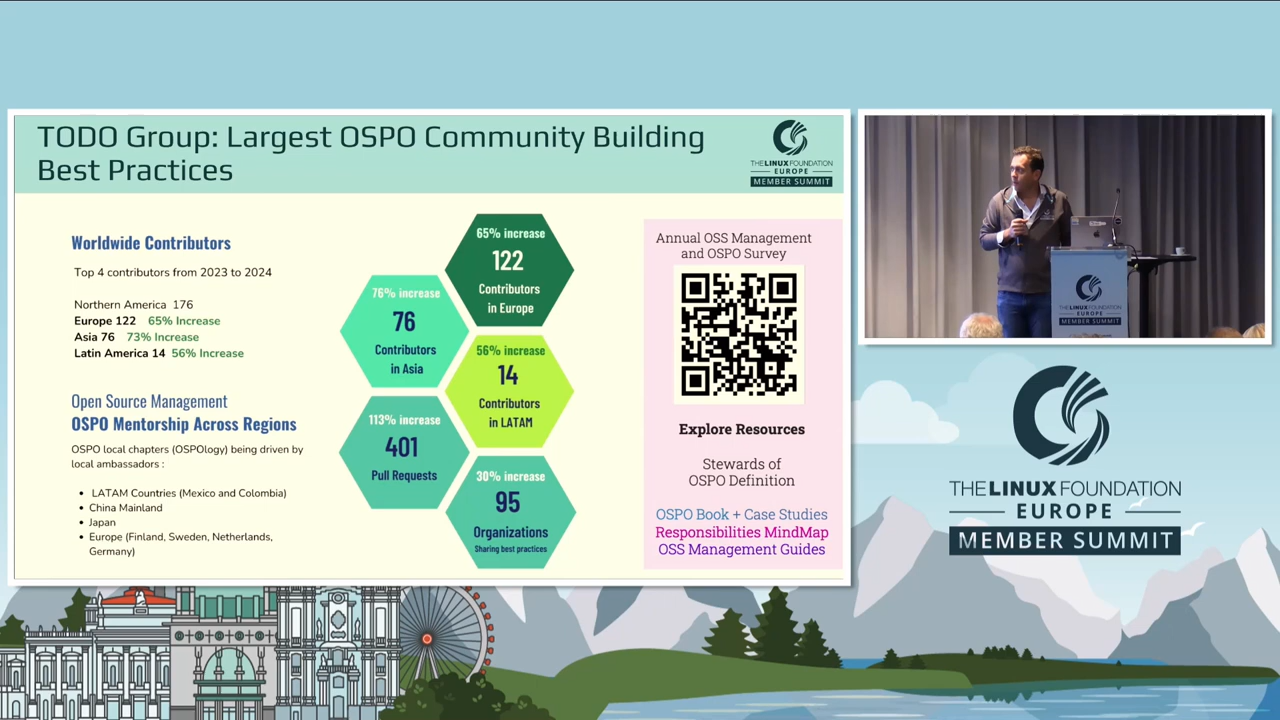 TODO Group: Largest OSPO Community Building
Best Practices
THE LINUX FOUNDATION
EUROPE
MEMBER SUMMIT
Worldwide Contributors
Top 4 contributors from 2023 to 2024
Northern America 176
Europe 122 65% Increase
Asia 76 73% Increase
Latin America 14 56% Increase
Open Source Management
OSPO Mentorship Across Regions
OSPO local chapters (OSPOlogy) being driven by
local ambassadors :
• LATAM Countries (Mexico and Colombia)
• China Mainland
• Japan
• Europe (Finland, Sweden, Netherlands,
Germany)
65% increase
122
Contributors
in Europe
76% increase
76
Contributors
in Asia
56% increase
14
Contributors
in LATAM
113% increase
401
Pull Requests
30% increase
95
Organizations
Sharing best practices
Annual OSS Management
and OSPO Survey
Explore Resources
Stewards of
OSPO Definition
OSPO Book + Case Studies
Responsibilities MindMap
OSS Management Guides
THE LINUX FOUNDATION
EUROPE
MEMBER SUMMIT
THE LINUX FOUNDATION
EUROPE
MEMBER SUMMIT